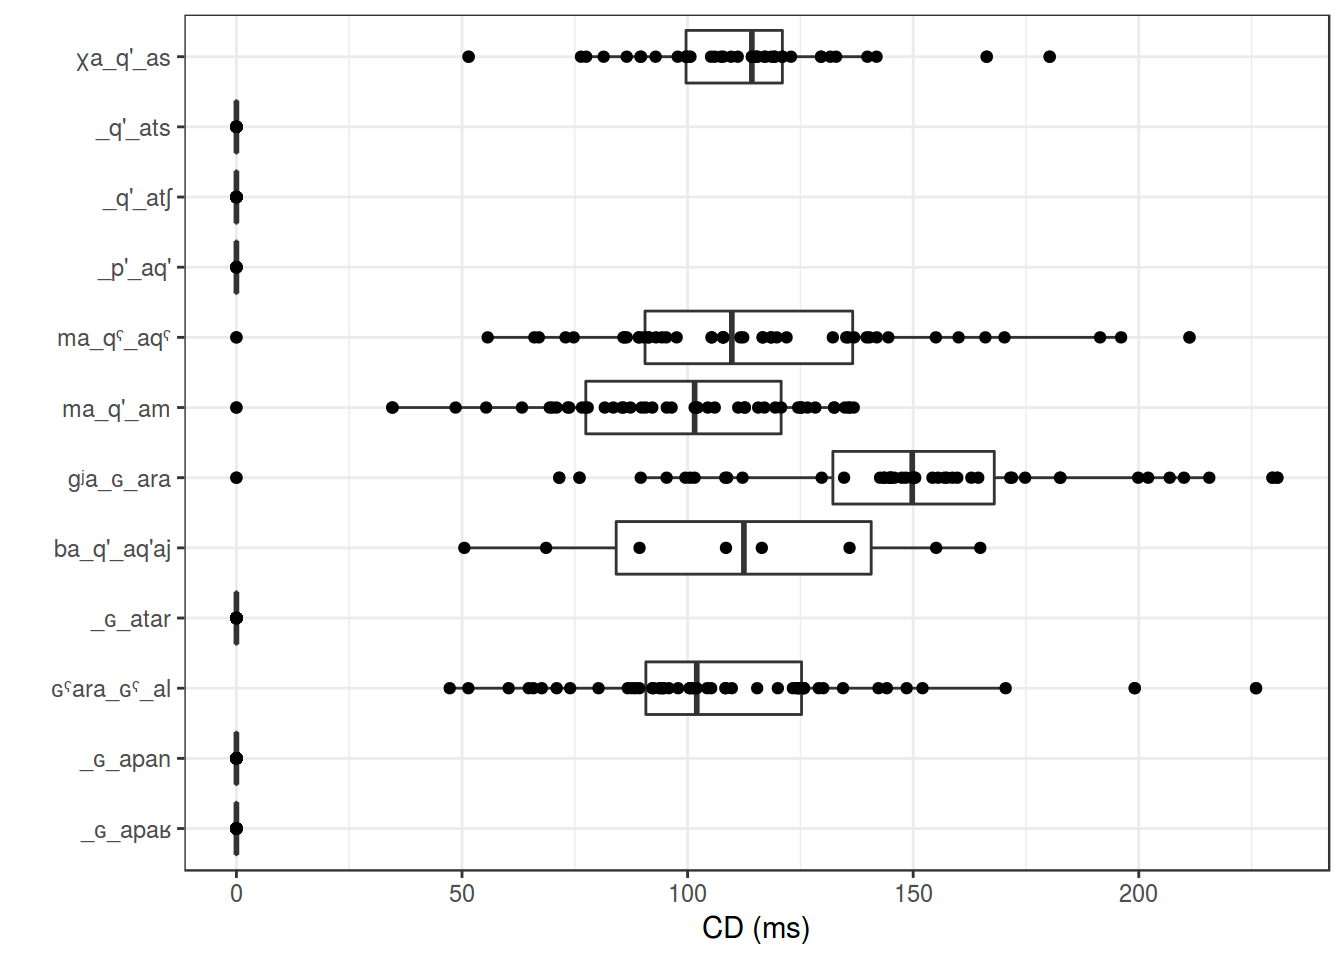 χa_q'_as
_q'_ats
_q'_atʃ
_p'_aq'
ma_qˤ_aqˤ
ma_q'_am
gʲa_ɢ_ara
ba_q'_aq'aj
_ɢ_atar
ɢˤara_ɢˤ_al
_ɢ_apan
_ɢ_apaʁ
0 50 100 150 200
CD (ms)